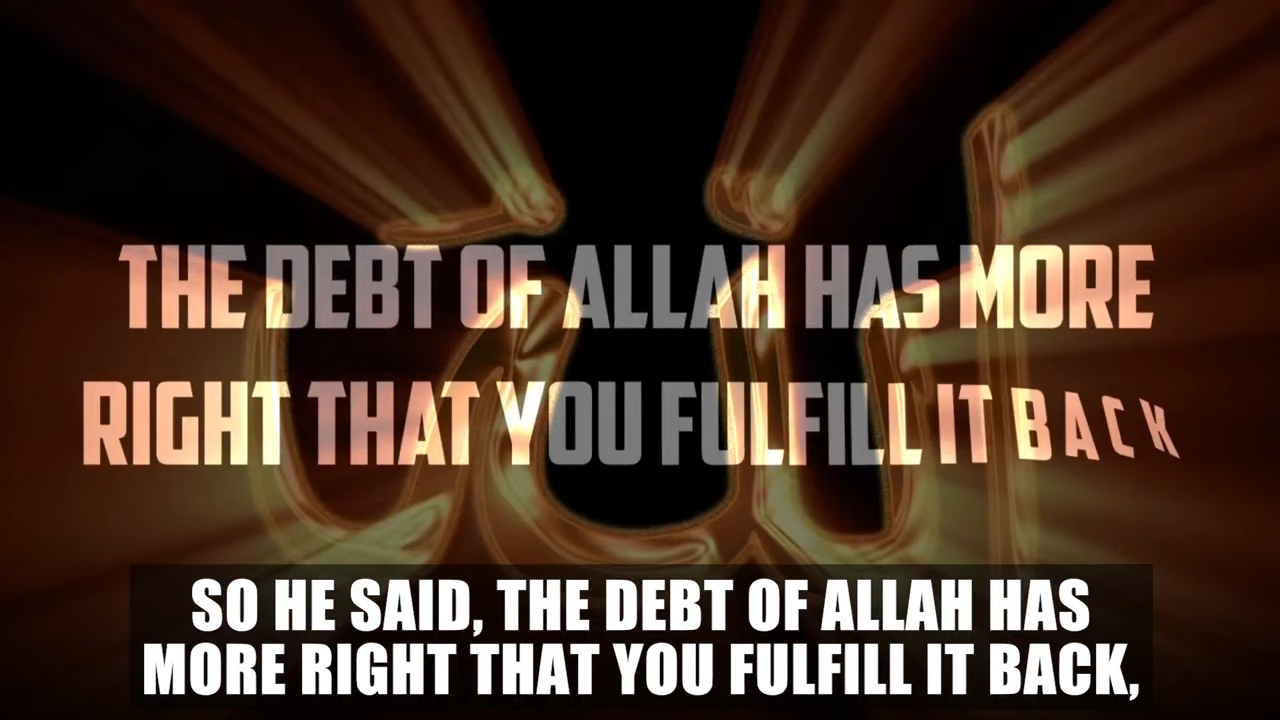 THE DEBT OF ALLAH HAS MORE
RIGHT THAT YOU FULFILL IT BACK
SO HE SAID, THE DEBT OF ALLAH HAS
MORE RIGHT THAT YOU FULFILL IT BACK,